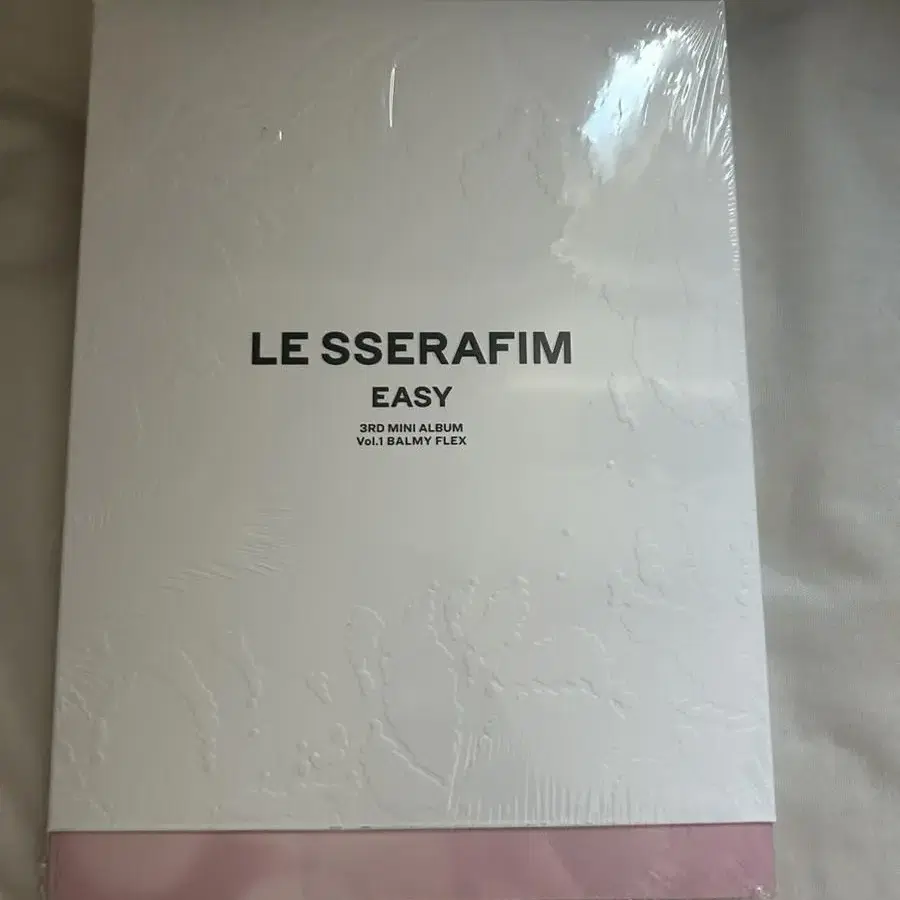 LE SSERAFIM
EASY
3RD MINI ALBUM
Vol.1 BALMY FLEX